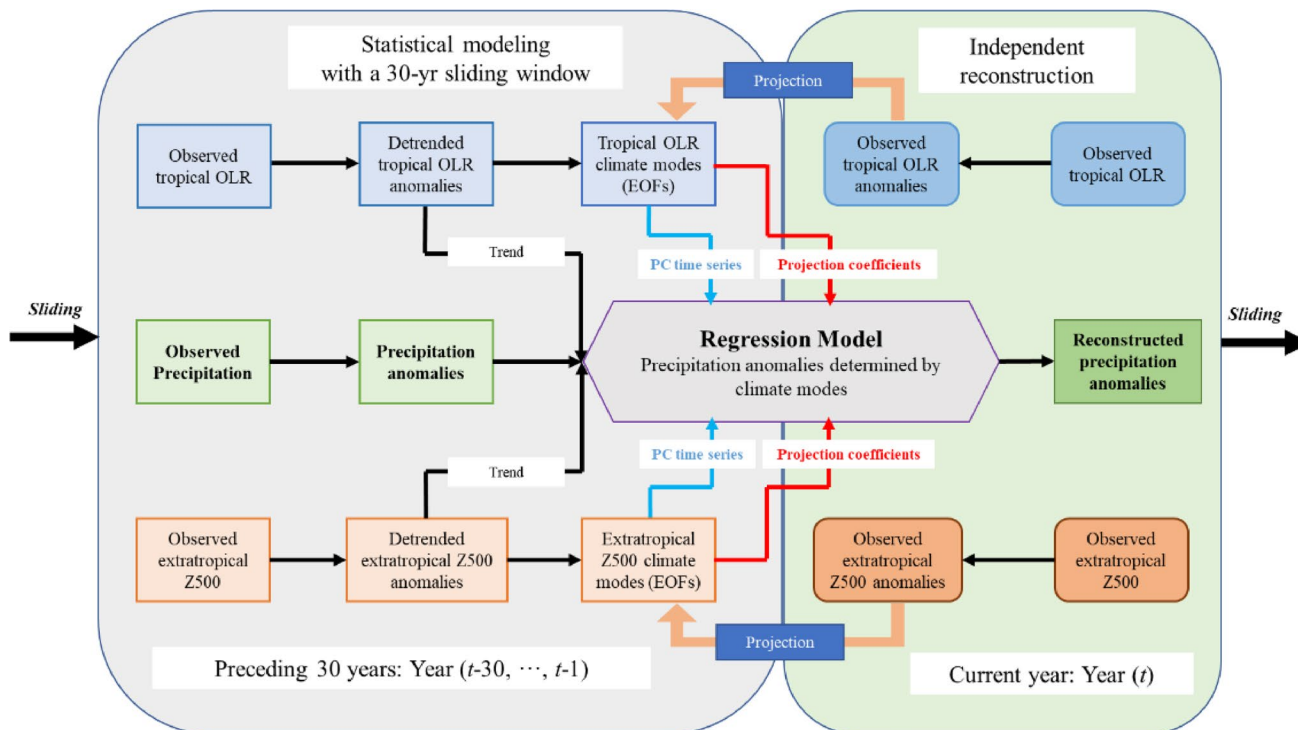 Statistical modeling
with a 30-yr sliding window
Independent
reconstruction
Projection
Observed
tropical OLR
Detrended
tropical OLR
anomalies
Tropical OLR
climate modes
(EOFs)
Observed
tropical OLR
anomalies
Observed
tropical OLR
Trend
PC time series
Projection coefficients
Sliding
Observed
Precipitation
Precipitation
anomalies
Regression Model
Precipitation anomalies determined by
climate modes
Reconstructed
precipitation
anomalies
Sliding
Trend
PC time series
Projection coefficients
Observed
extratropical
Z500
Detrended
extratropical Z500
anomalies
Extratropical
Z500 climate
modes (EOFs)
Observed
extratropical
Z500 anomalies
Observed
extratropical
Z500
Projection
Preceding 30 years: Year (t-30, ···, t-1)
Current year: Year (t)